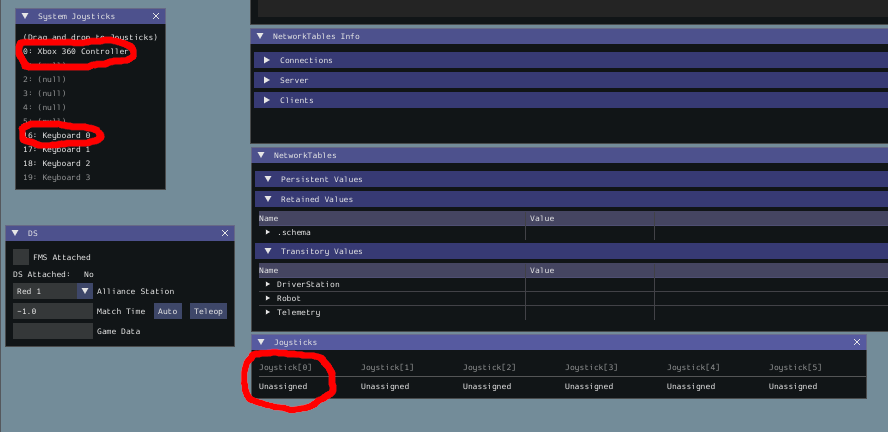 System Joysticks
(Drag and drop to Joysticks)
0: Xbox 360 Controller
2: (null)
3: (null)
4: (null)
5: (null)
16: Keyboard 0
17: Keyboard 1
18: Keyboard 2
19: Keyboard 3
DS
FMS Attached
DS Attached: No
Red 1 Alliance Station
-1.0 Match Time Auto Teleop
Game Data
NetworkTables Info
Connections
Server
Clients
NetworkTables
Persistent Values
Retained Values
Name Value
.schema
Transitory Values
Name Value
DriverStation
Robot
Telemetry
Joysticks
Joystick[0] Joystick[1] Joystick[2] Joystick[3] Joystick[4] Joystick[5]
Unassigned Unassigned Unassigned Unassigned Unassigned Unassigned